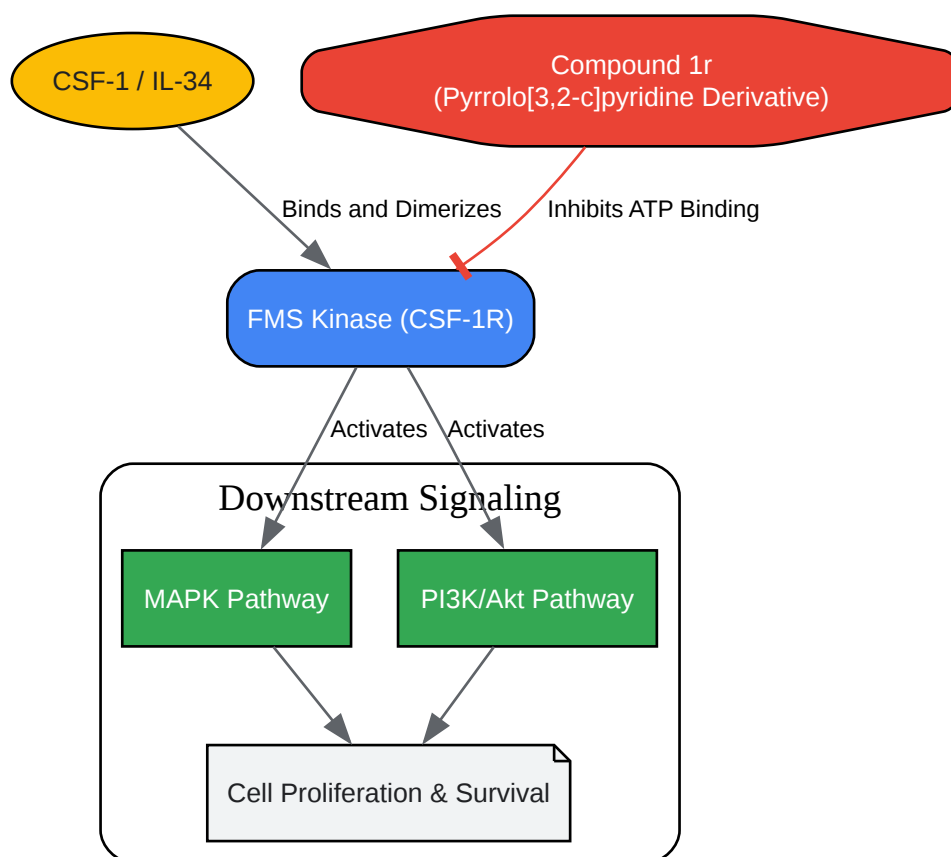 CSF-1 / IL-34
Compound 1r
(Pyrrolo[3,2-c]pyridine Derivative)
Binds and Dimerizes
Inhibits ATP Binding
FMS Kinase (CSF-1R)
Activates
Activates
Downstream Signaling
MAPK Pathway
PI3K/Akt Pathway
Cell Proliferation & Survival